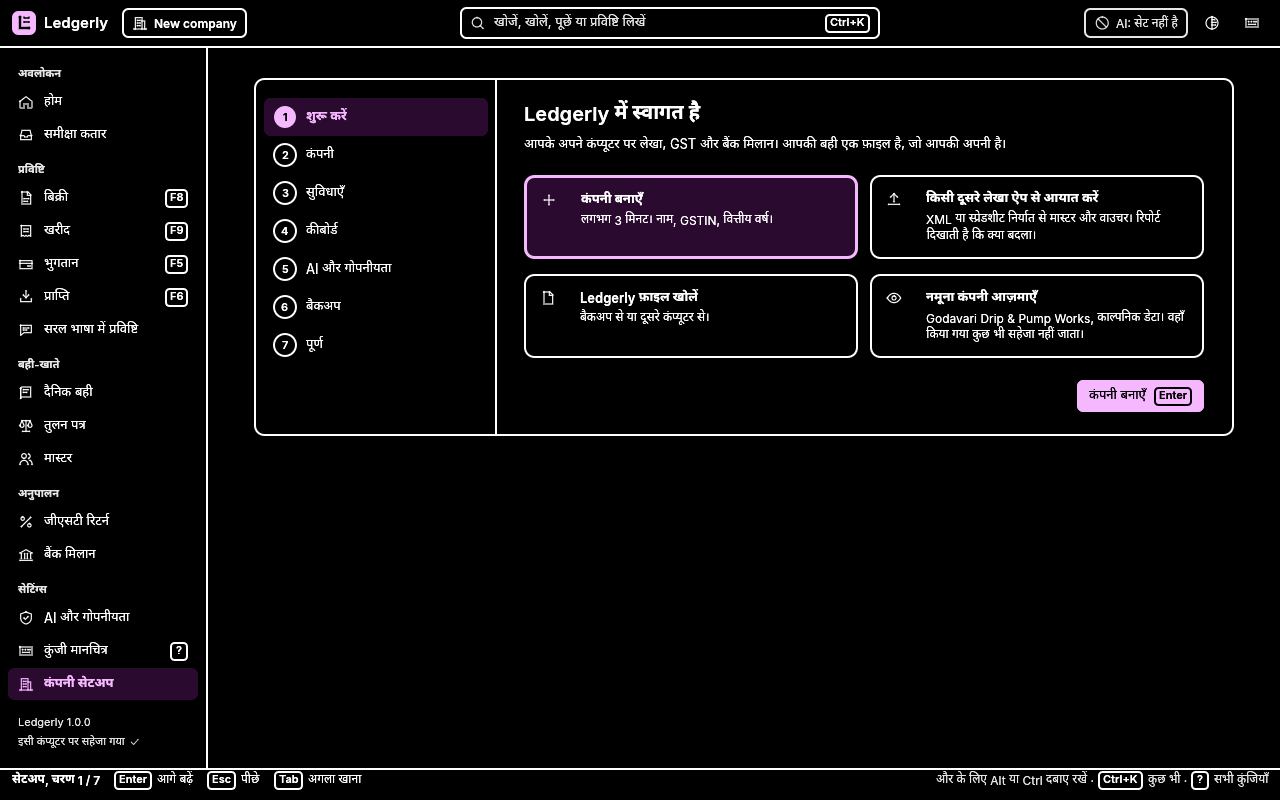 Ledgerly
New company
खोजें, खोलें, पूछें या प्रविष्टि लिखें
Ctrl+K
AI: सेट नहीं है
अवलोकन
होम
समीक्षा कतार
प्रविष्टि
बिक्री F8
खरीद F9
भुगतान F5
प्राप्ति F6
सरल भाषा में प्रविष्टि
बही-खाते
दैनिक बही
तुलन पत्र
मास्टर
अनुपालन
जीएसटी रिटर्न
बैंक मिलान
सेटिंग्स
AI और गोपनीयता
कुंजी मानचित्र ?
कंपनी सेटअप
Ledgerly 1.0.0
इसी कंप्यूटर पर सहेजा गया
1 शुरू करें
2 कंपनी
3 सुविधाएँ
4 कीबोर्ड
5 AI और गोपनीयता
6 बैकअप
7 पूर्ण
Ledgerly में स्वागत है
आपके अपने कंप्यूटर पर लेखा, GST और बैंक मिलान। आपकी बही एक फ़ाइल है, जो आपकी अपनी है।
कंपनी बनाएँ
लगभग 3 मिनट। नाम, GSTIN, वित्तीय वर्ष।
किसी दूसरे लेखा ऐप से आयात करें
XML या स्प्रेडशीट निर्यात से मास्टर और वाउचर। रिपोर्ट
दिखाती है कि क्या बदला।
Ledgerly फ़ाइल खोलें
बैकअप से या दूसरे कंप्यूटर से।
नमूना कंपनी आज़माएँ
Godavari Drip & Pump Works, काल्पनिक डेटा। वहाँ
किया गया कुछ भी सहेजा नहीं जाता।
कंपनी बनाएँ Enter
सेटअप, चरण 1 / 7 Enter आगे बढ़ें Esc पीछे Tab अगला खाना
और के लिए Alt या Ctrl दबाए रखें · Ctrl+K कुछ भी · ? सभी कुंजियाँ